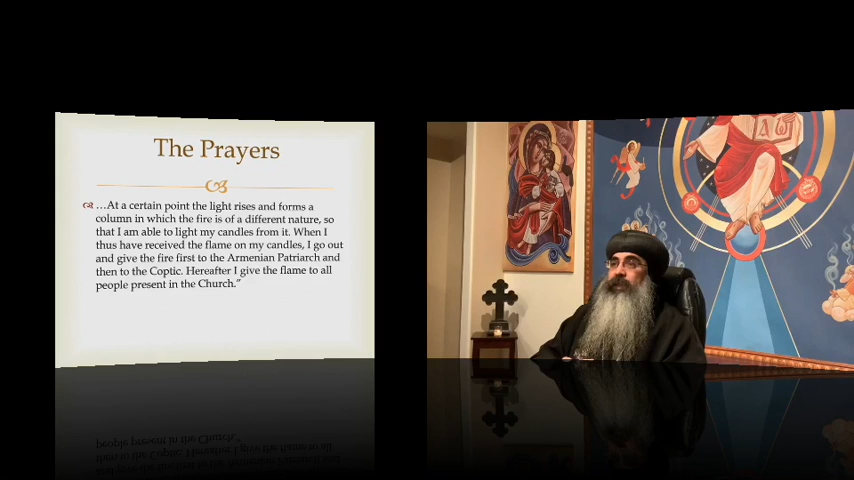 The Prayers
…At a certain point the light rises and forms a
column in which the fire is of a different nature, so
that I am able to light my candles from it. When I
thus have received the flame on my candles, I go out
and give the fire first to the Armenian Patriarch and
then to the Coptic. Hereafter I give the flame to all
people present in the Church.”
Α Ω